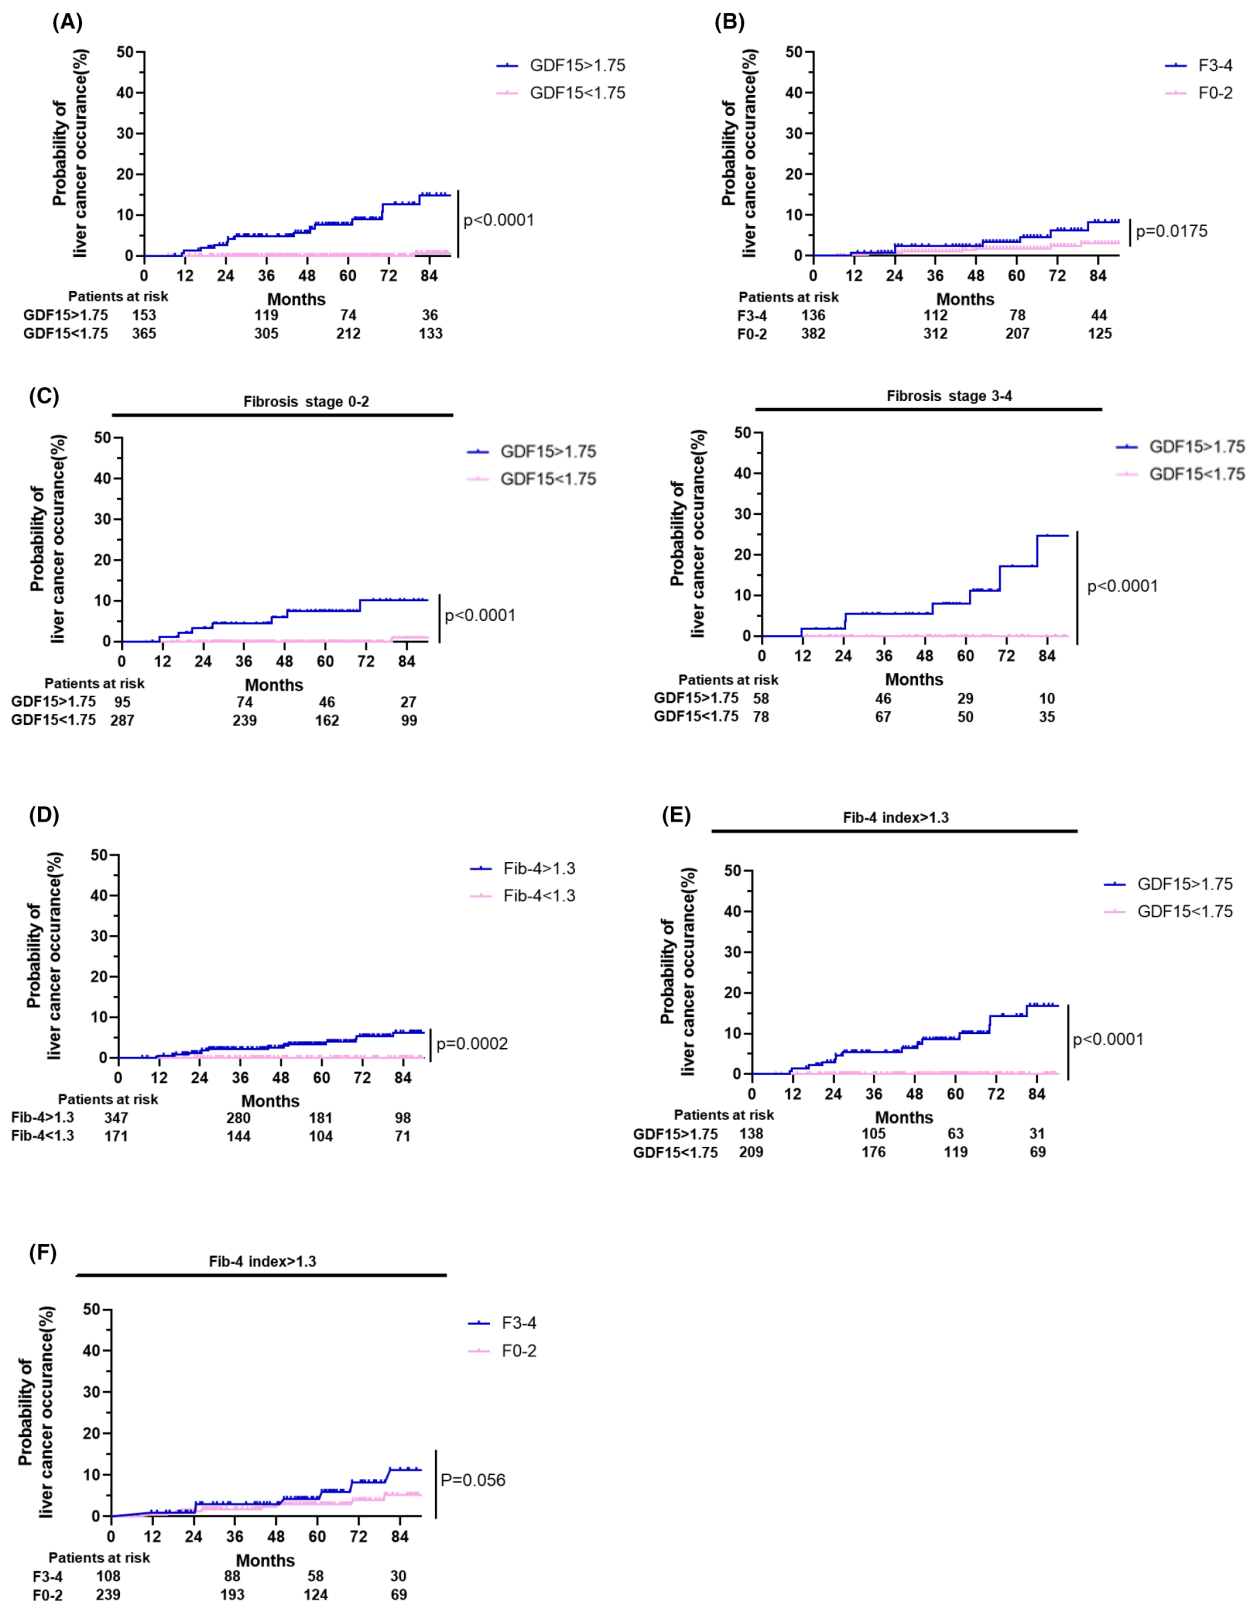 (A)
Probability of
liver cancer occurance(%)
50
40
30
20
10
0
0 12 24 36 48 60 72 84
GDF15>1.75
GDF15<1.75
p<0.0001
Patients at risk Months
GDF15>1.75 153 119 74 36
GDF15<1.75 365 305 212 133
(B)
Probability of
liver cancer occurance(%)
50
40
30
20
10
0
0 12 24 36 48 60 72 84
F3-4
F0-2
p=0.0175
Patients at risk Months
F3-4 136 112 78 44
F0-2 382 312 207 125
(C)
Fibrosis stage 0-2
Probability of
liver cancer occurance(%)
50
40
30
20
10
0
0 12 24 36 48 60 72 84
GDF15>1.75
GDF15<1.75
p<0.0001
Patients at risk Months
GDF15>1.75 95 74 46 27
GDF15<1.75 287 239 162 99
Fibrosis stage 3-4
Probability of
liver cancer occurance(%)
50
40
30
20
10
0
0 12 24 36 48 60 72 84
GDF15>1.75
GDF15<1.75
p<0.0001
Patients at risk Months
GDF15>1.75 58 46 29 10
GDF15<1.75 78 67 50 35
(D)
Probability of
liver cancer occurance(%)
50
40
30
20
10
0
0 12 24 36 48 60 72 84
Fib-4>1.3
Fib-4<1.3
p=0.0002
Patients at risk Months
Fib-4>1.3 347 280 181 98
Fib-4<1.3 171 144 104 71
(E)
Fib-4 index>1.3
Probability of
liver cancer occurance(%)
50
40
30
20
10
0
0 12 24 36 48 60 72 84
GDF15>1.75
GDF15<1.75
p<0.0001
Patients at risk Months
GDF15>1.75 138 105 63 31
GDF15<1.75 209 176 119 69
(F)
Fib-4 index>1.3
Probability of
liver cancer occurance(%)
50
40
30
20
10
0
0 12 24 36 48 60 72 84
F3-4
F0-2
P=0.056
Patients at risk Months
F3-4 108 88 58 30
F0-2 239 193 124 69